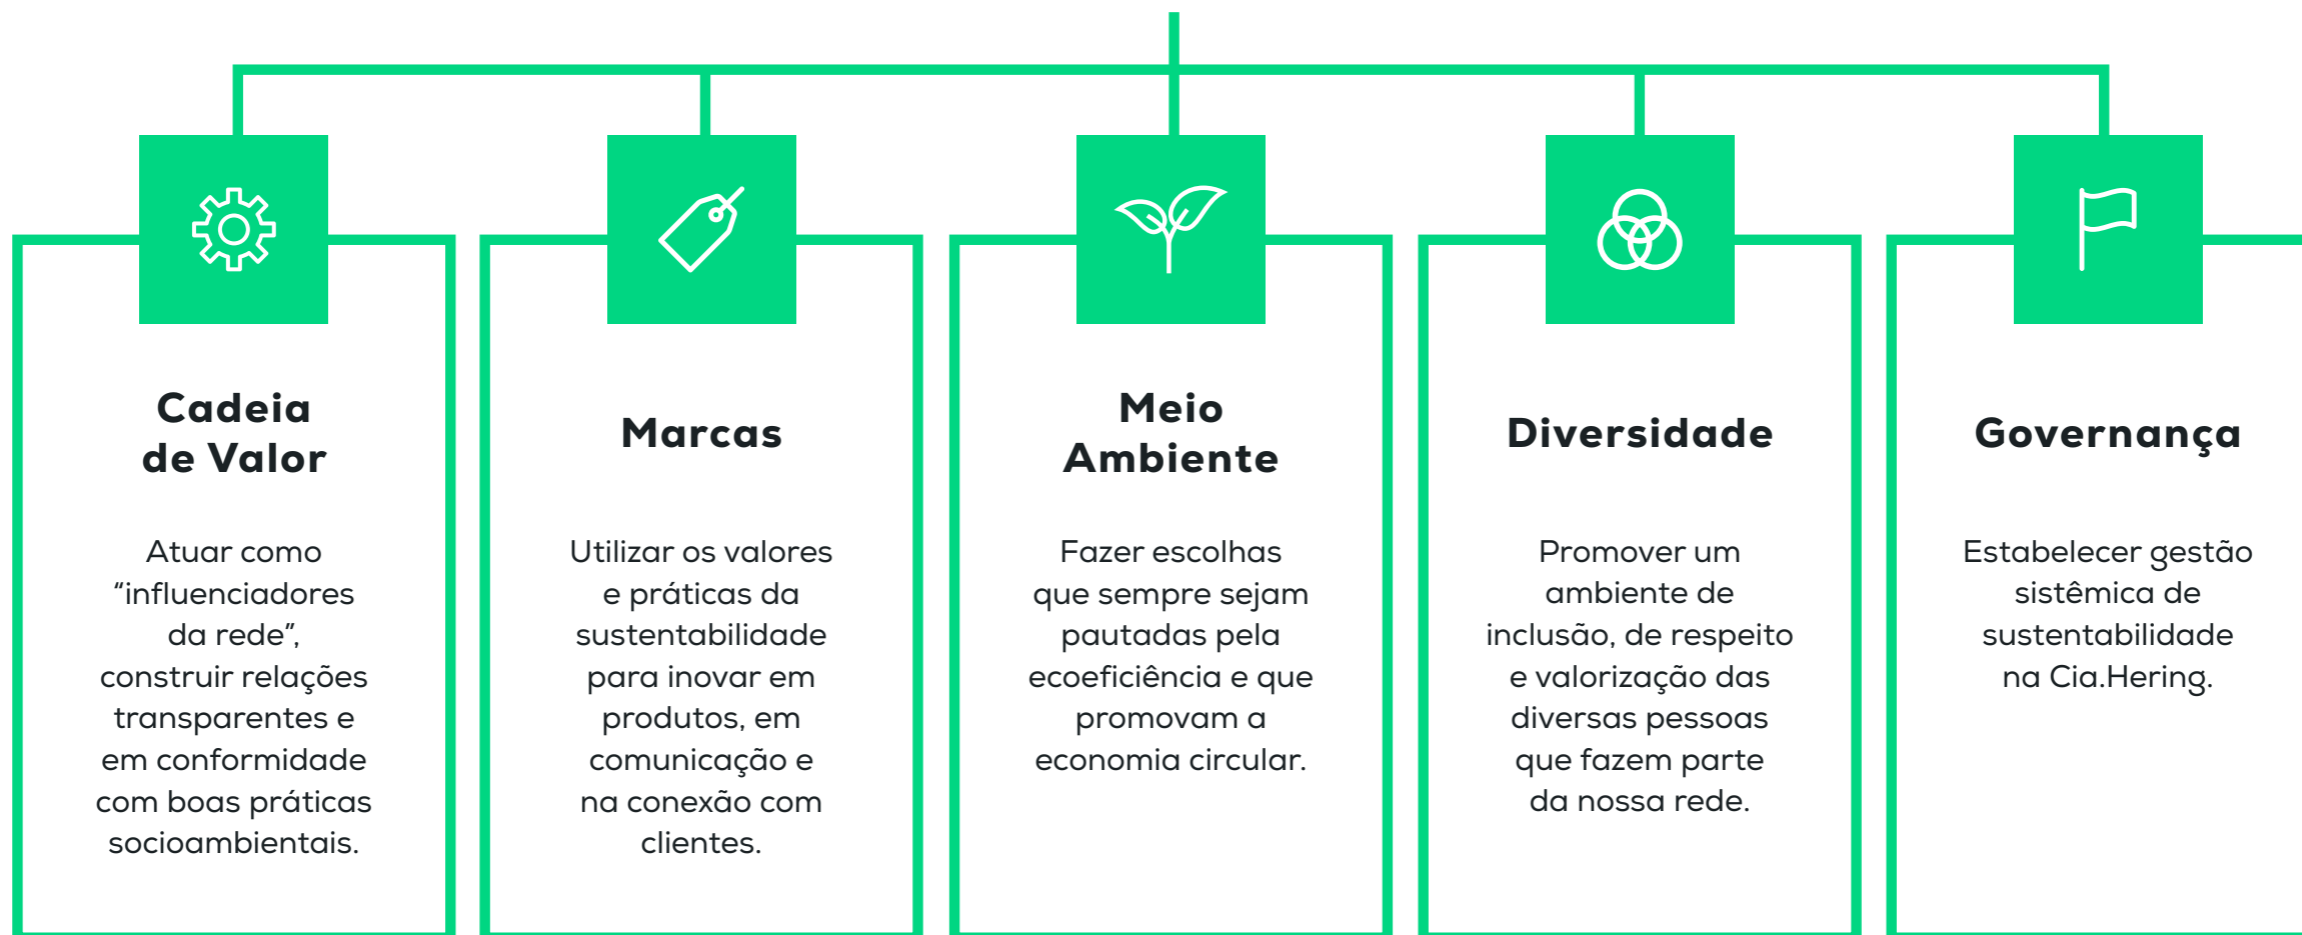 Cadeia
de Valor
Atuar como
“influenciadores
da rede”,
construir relações
transparentes e
em conformidade
com boas práticas
socioambientais.
Marcas
Utilizar os valores
e práticas da
sustentabilidade
para inovar em
produtos, em
comunicação e
na conexão com
clientes.
Meio
Ambiente
Fazer escolhas
que sempre sejam
pautadas pela
ecoeficiência e que
promovam a
economia circular.
Diversidade
Promover um
ambiente de
inclusão, de respeito
e valorização das
diversas pessoas
que fazem parte
da nossa rede.
Governança
Estabelecer gestão
sistêmica de
sustentabilidade
na Cia.Hering.